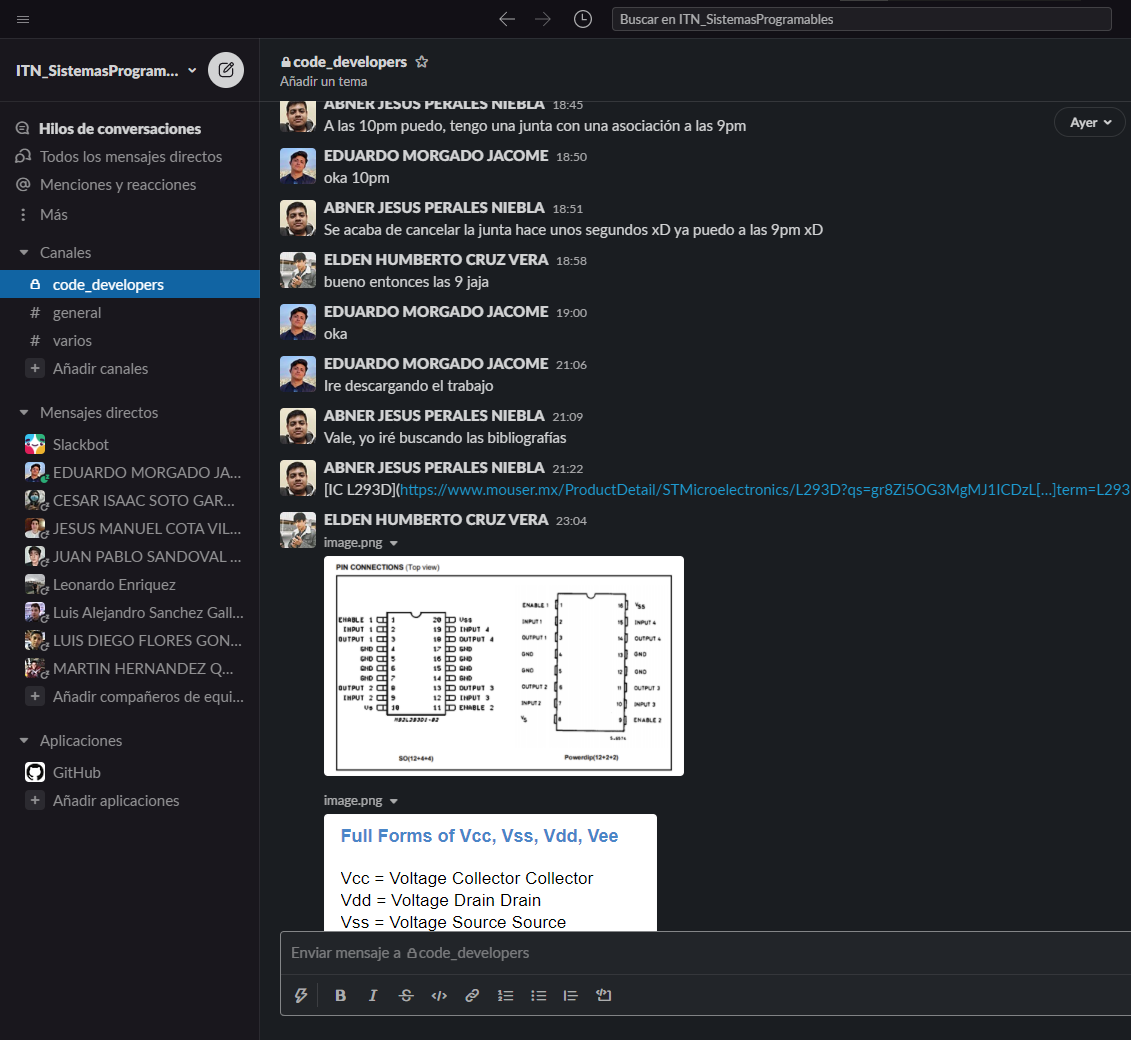 Buscar en ITN_SistemasProgramables
ITN_SistemasProgram...
Hilos de conversaciones
Todos los mensajes directos
Menciones y reacciones
Más
Canales
code_developers
# general
# varios
+ Añadir canales
Mensajes directos
Slackbot
EDUARDO MORGADO JA...
CESAR ISAAC SOTO GAR...
JESUS MANUEL COTA VIL...
JUAN PABLO SANDOVAL ...
Leonardo Enriquez
Luis Alejandro Sanchez Gall...
LUIS DIEGO FLORES GON...
MARTIN HERNANDEZ Q...
+ Añadir compañeros de equi...
Aplicaciones
GitHub
+ Añadir aplicaciones
code_developers
Añadir un tema
Ayer
ABNER JESUS PERALES NIEBLA 18:45
A las 10pm puedo, tengo una junta con una asociación a las 9pm
EDUARDO MORGADO JACOME 18:50
oka 10pm
ABNER JESUS PERALES NIEBLA 18:51
Se acaba de cancelar la junta hace unos segundos xD ya puedo a las 9pm xD
ELDEN HUMBERTO CRUZ VERA 18:58
bueno entonces las 9 jaja
EDUARDO MORGADO JACOME 19:00
oka
EDUARDO MORGADO JACOME 21:06
Ire descargando el trabajo
ABNER JESUS PERALES NIEBLA 21:09
Vale, yo iré buscando las bibliografías
ABNER JESUS PERALES NIEBLA 21:22
[IC L293D](https://www.mouser.mx/ProductDetail/STMicroelectronics/L293D?qs=gr8Zi5OG3MgMJ1ICDzL[...]term=L293
ELDEN HUMBERTO CRUZ VERA 23:04
image.png
PIN CONNECTIONS (Top view)
ENABLE 1 1 20 Vss
INPUT 1 2 19 INPUT 4
OUTPUT 1 3 18 OUTPUT 4
GND 4 17 GND
GND 5 16 GND
GND 6 15 GND
GND 7 14 GND
OUTPUT 2 8 13 OUTPUT 3
INPUT 2 9 12 INPUT 3
Vs 10 11 ENABLE 2
SO(12+4+4)
ENABLE 1 1 16 VSS
INPUT 1 2 15 INPUT 4
OUTPUT 1 3 14 OUTPUT 4
GND 4 13 GND
GND 5 12 GND
OUTPUT 2 6 11 OUTPUT 3
INPUT 2 7 10 INPUT 3
VS 8 9 ENABLE 2
Powerdip(12+2+2)
image.png
Full Forms of Vcc, Vss, Vdd, Vee
Vcc = Voltage Collector Collector
Vdd = Voltage Drain Drain
Vss = Voltage Source Source
Enviar mensaje a code_developers
B I S </>